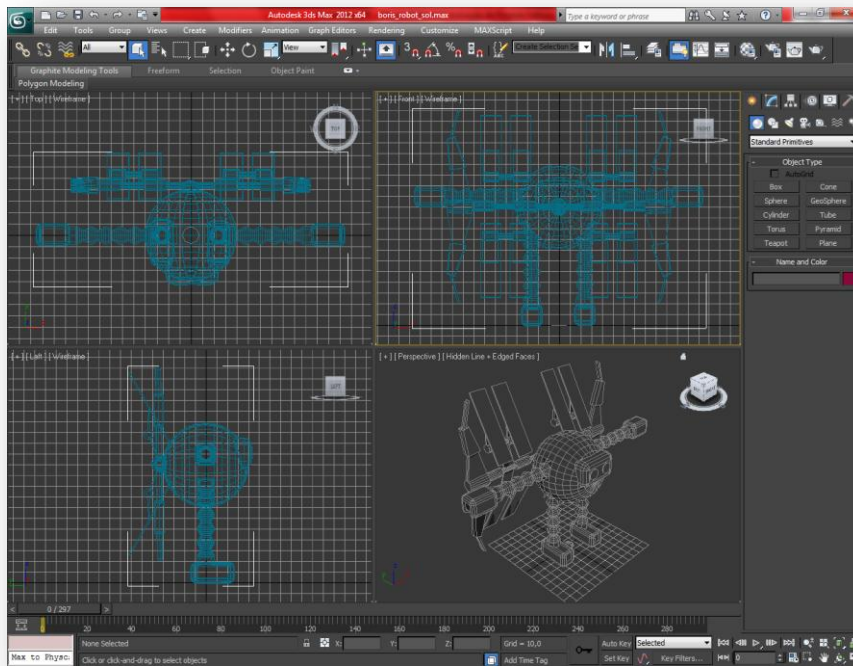 Autodesk 3ds Max 2012 x64
boris_robot_sol.max
Type a keyword or phrase
Edit Tools Group Views Create Modifiers Animation Graph Editors Rendering Customize MAXScript Help
All
View
Create Selection Se
Graphite Modeling Tools Freeform Selection Object Paint
Polygon Modeling
[ + ] [ Top ] [ Wireframe ]
TOP
[ + ] [ Front ] [ Wireframe ]
FRONT
Standard Primitives
Object Type
AutoGrid
Box Cone
Sphere GeoSphere
Cylinder Tube
Torus Pyramid
Teapot Plane
Name and Color
[ + ] [ Left ] [ Wireframe ]
LEFT
[ + ] [ Perspective ] [ Hidden Line + Edged Faces ]
0 / 297
0 20 40 60 80 100 120 140 160 180 200 220 240 260 280
None Selected
X: Y: Z:
Grid = 10,0
Auto Key
Selected
Max to Physc
Click or click-and-drag to select objects
Add Time Tag
Set Key
Key Filters...
0